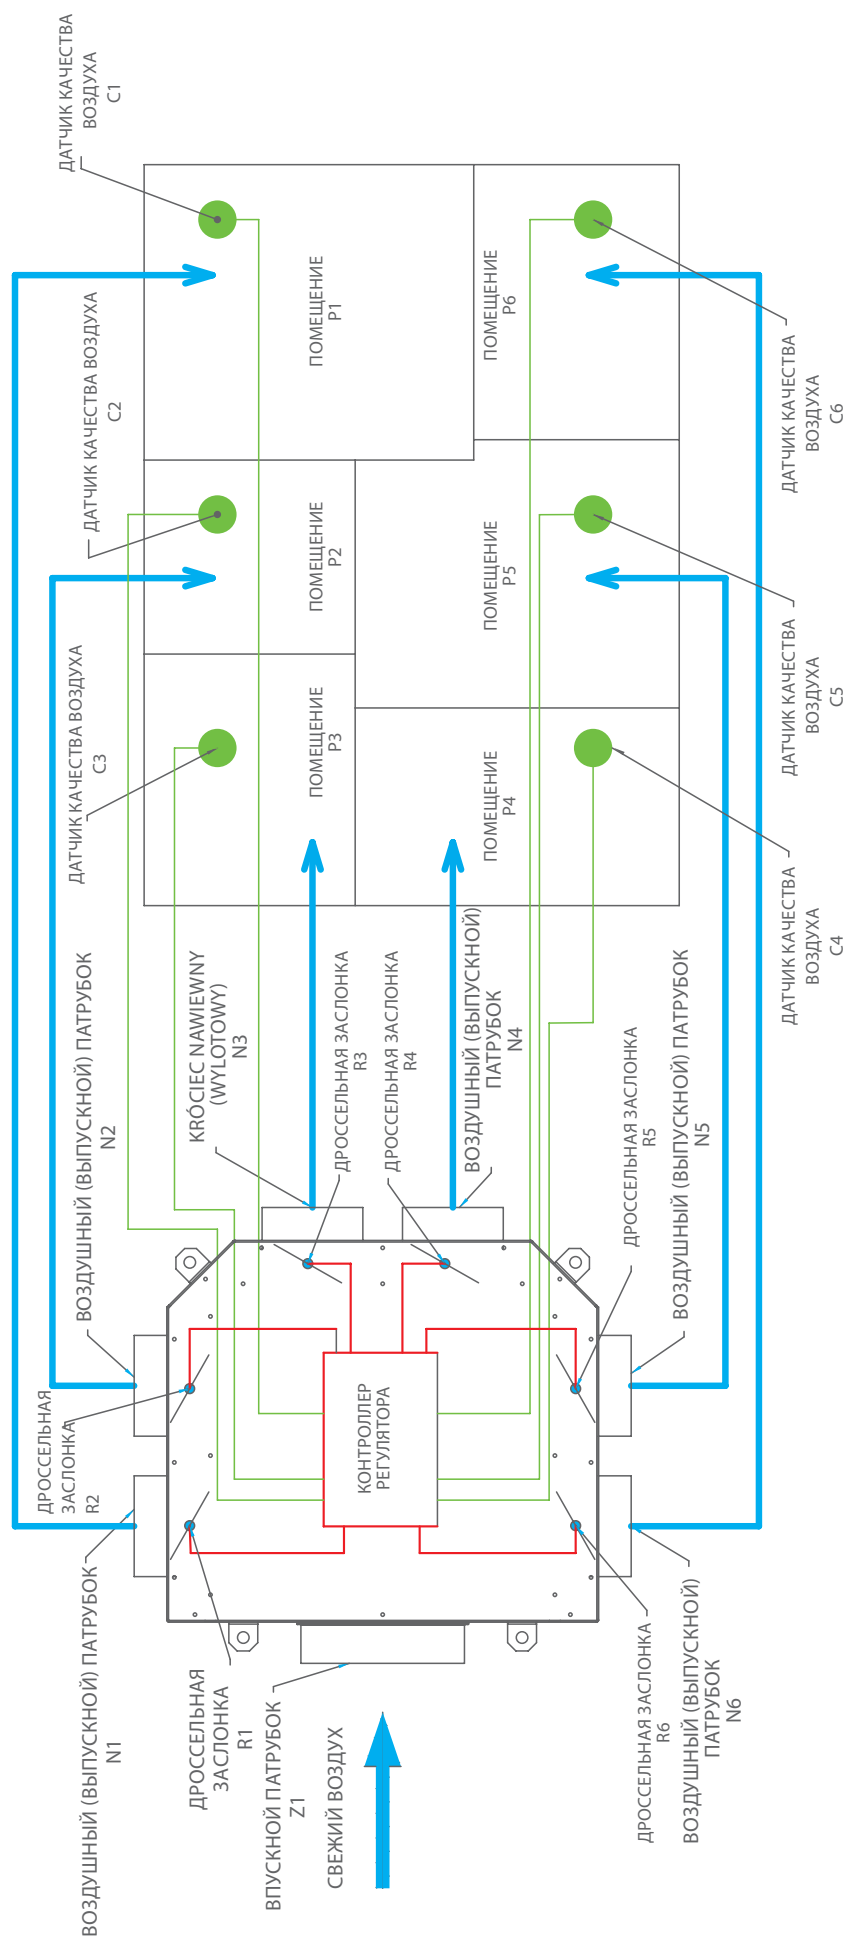 ДАТЧИК КАЧЕСТВА
ВОЗДУХА
C1
ДАТЧИК КАЧЕСТВА ВОЗДУХА
C2
ДАТЧИК КАЧЕСТВА ВОЗДУХА
C3
ВОЗДУШНЫЙ (ВЫПУСКНОЙ) ПАТРУБОК
N2
ДРОССЕЛЬНАЯ
ЗАСЛОНКА
R2
ВОЗДУШНЫЙ (ВЫПУСКНОЙ) ПАТРУБОК
N1
ДРОССЕЛЬНАЯ
ЗАСЛОНКА
R1
ВПУСКНОЙ ПАТРУБОК
Z1
СВЕЖИЙ ВОЗДУХ
KRÓCIEC NAWIEWNY
(WYLOTOWY)
N3
ДРОССЕЛЬНАЯ ЗАСЛОНКА
R3
ДРОССЕЛЬНАЯ ЗАСЛОНКА
R4
ВОЗДУШНЫЙ (ВЫПУСКНОЙ)
ПАТРУБОК
N4
КОНТРОЛЛЕР
РЕГУЛЯТОРА
ПОМЕЩЕНИЕ
P1
ПОМЕЩЕНИЕ
P2
ПОМЕЩЕНИЕ
P3
ПОМЕЩЕНИЕ
P4
ПОМЕЩЕНИЕ
P5
ПОМЕЩЕНИЕ
P6
ДРОССЕЛЬНАЯ ЗАСЛОНКА
R5
ВОЗДУШНЫЙ (ВЫПУСКНОЙ) ПАТРУБОК
N5
ДРОССЕЛЬНАЯ ЗАСЛОНКА
R6
ВОЗДУШНЫЙ (ВЫПУСКНОЙ)
ПАТРУБОК
N6
ДАТЧИК КАЧЕСТВА
ВОЗДУХА
C4
ДАТЧИК КАЧЕСТВА
ВОЗДУХА
C5
ДАТЧИК КАЧЕСТВА
ВОЗДУХА
C6